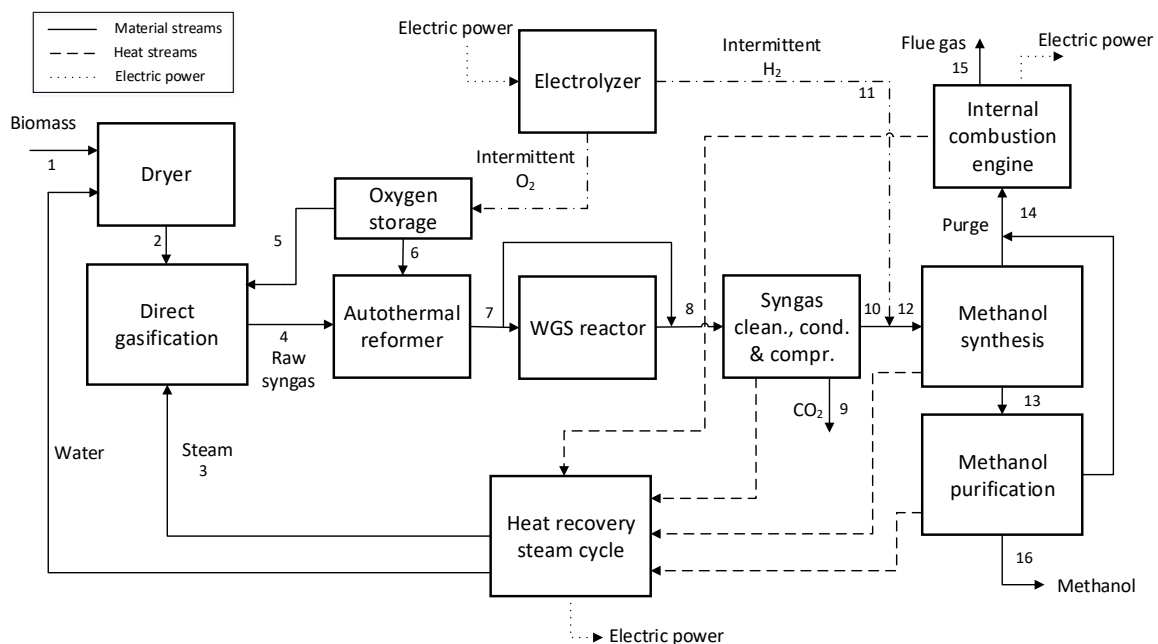 Material streams
Heat streams
Electric power
Electric power
Electrolyzer
Intermittent
H2
11
Flue gas
15
Electric power
Internal
combustion
engine
Biomass
1
Dryer
Intermittent
O2
Oxygen
storage
2
5
6
14
Purge
Direct
gasification
4
Raw
syngas
Autothermal
reformer
7
WGS reactor
8
Syngas
clean., cond.
& compr.
10
12
Methanol
synthesis
CO2
9
13
Water
Steam
3
Heat recovery
steam cycle
Methanol
purification
16
Methanol
Electric power